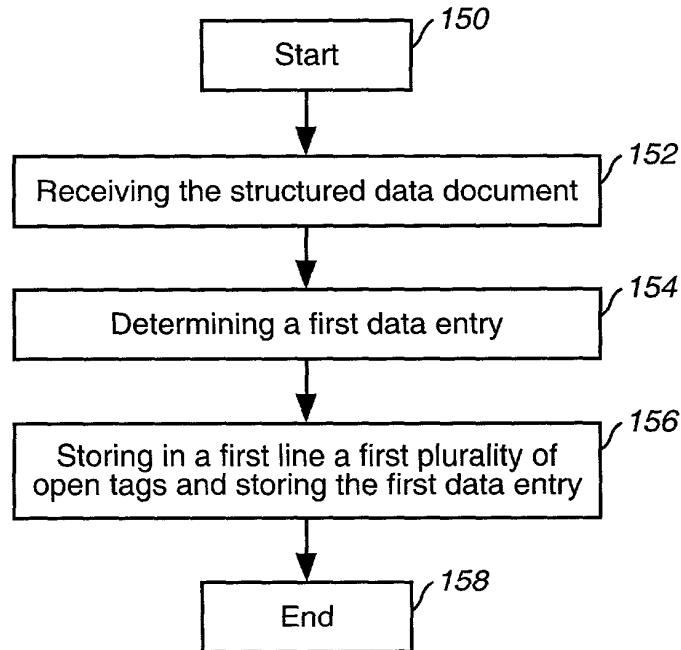 150
Start
152
Receiving the structured data document
154
Determining a first data entry
156
Storing in a first line a first plurality of
open tags and storing the first data entry
158
End